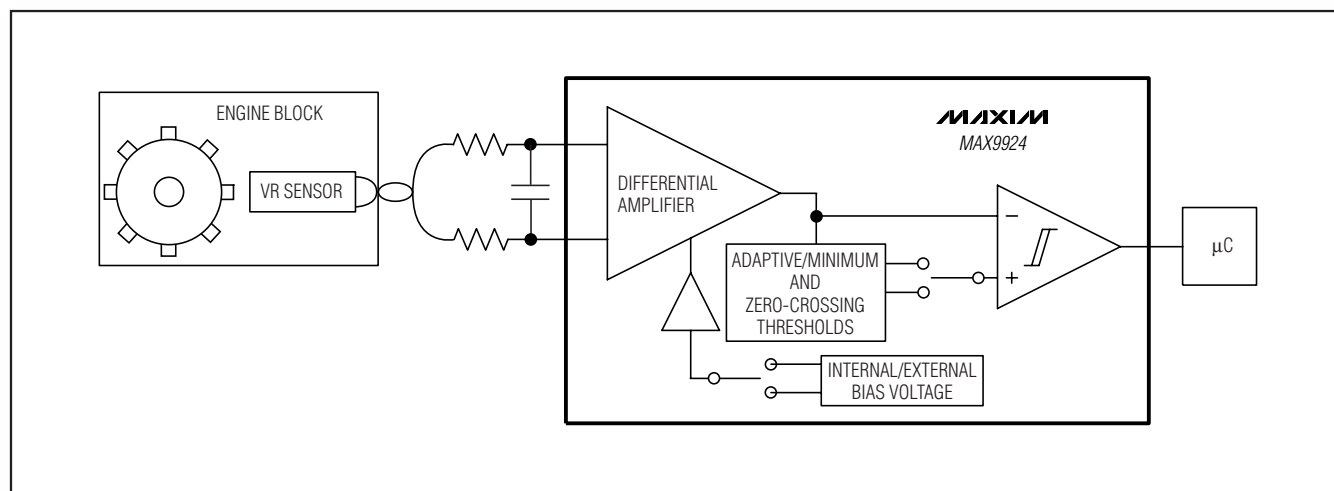 ENGINE BLOCK
VR SENSOR
DIFFERENTIAL
AMPLIFIER
MAXIM
MAX9924
ADAPTIVE/MINIMUM
AND
ZERO-CROSSING
THRESHOLDS
−
+
INTERNAL/EXTERNAL
BIAS VOLTAGE
µC